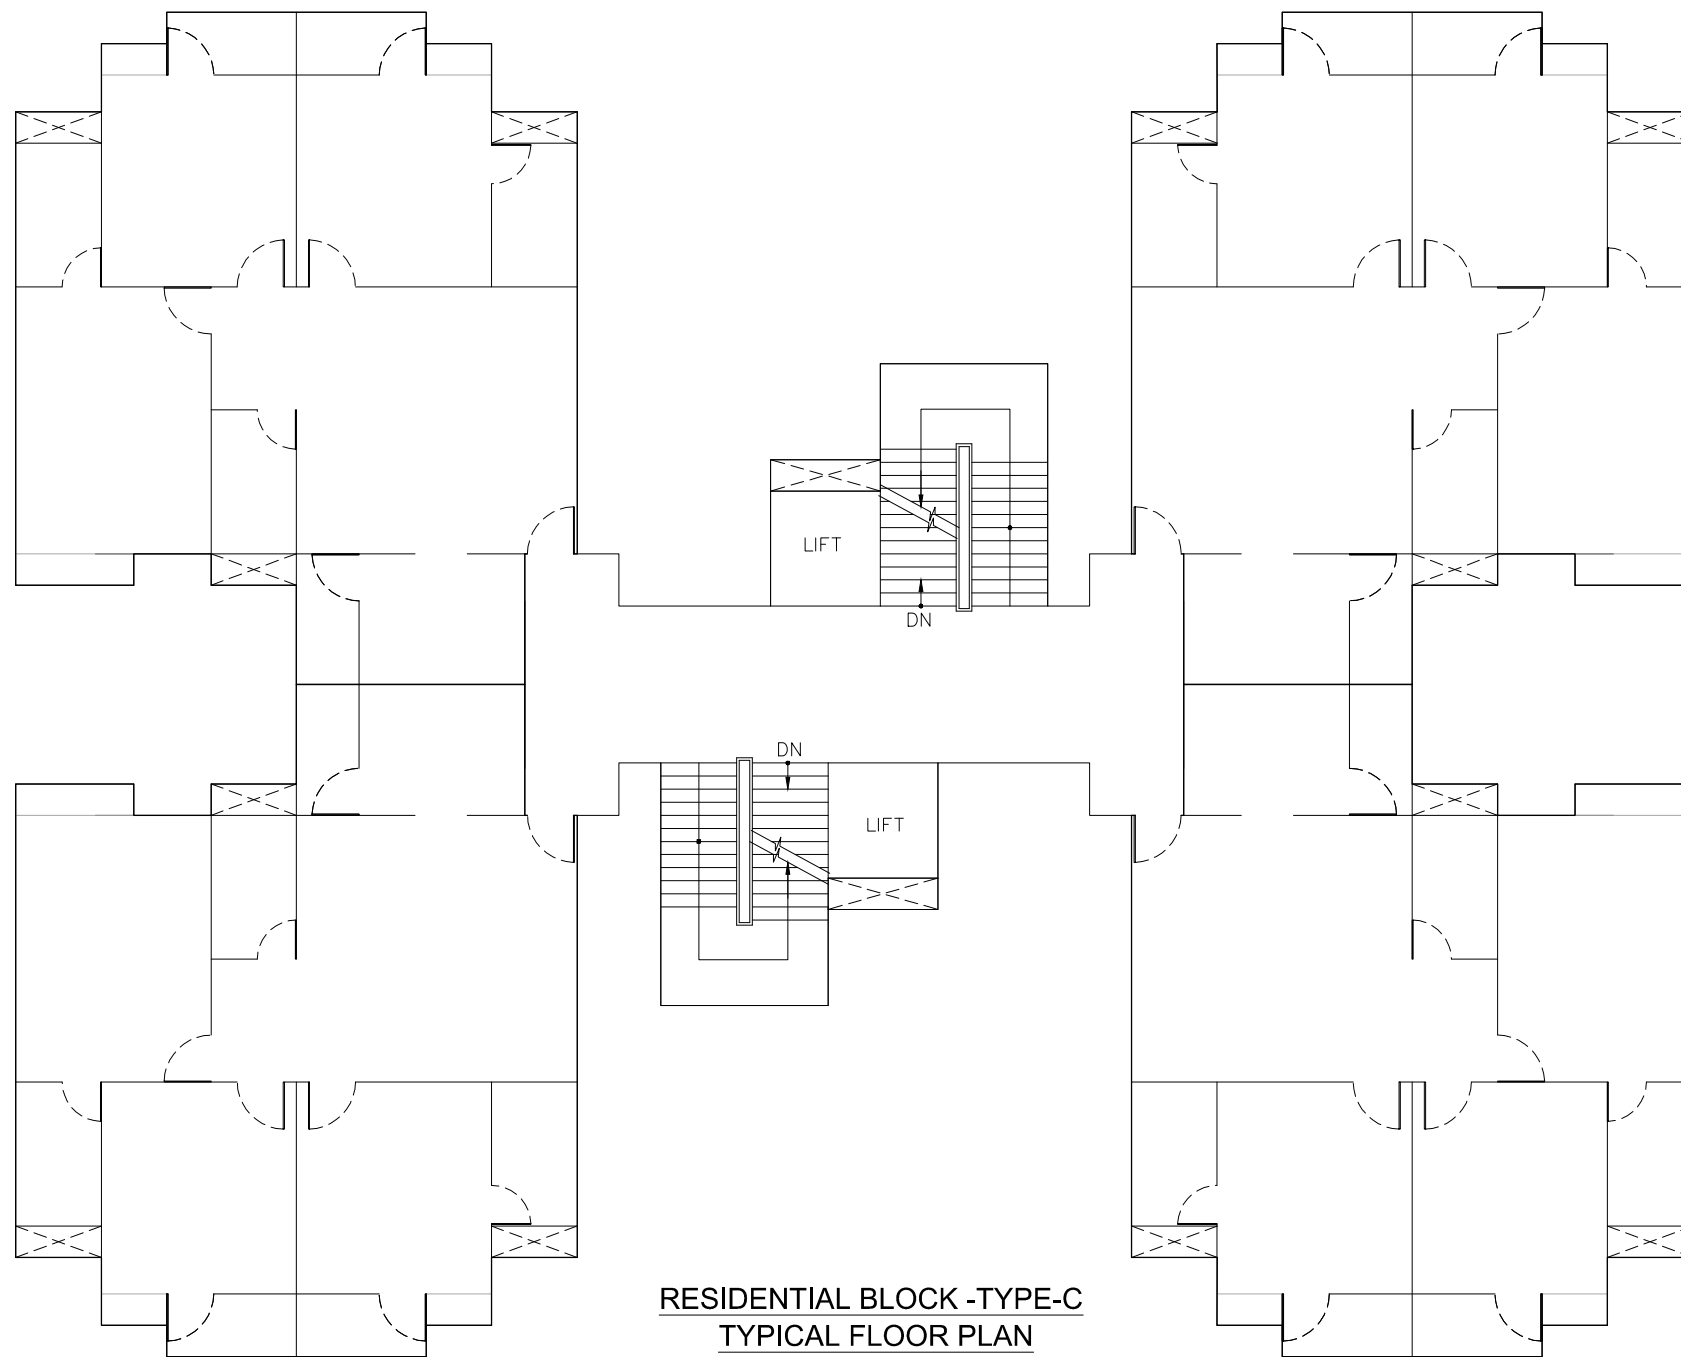 LIFT
DN
DN
LIFT
RESIDENTIAL BLOCK -TYPE-C
TYPICAL FLOOR PLAN